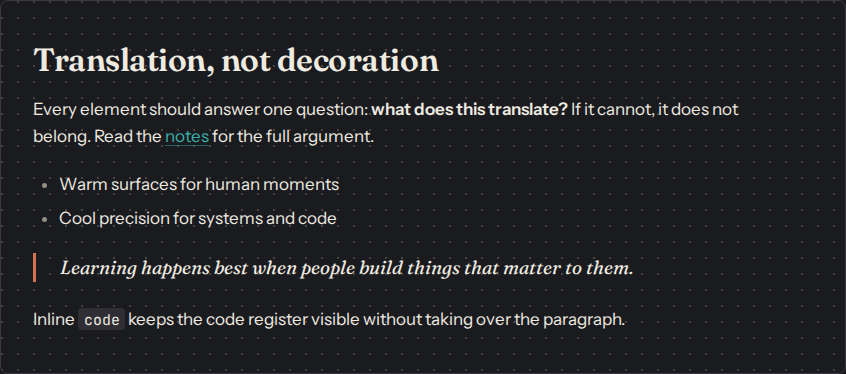 Translation, not decoration
Every element should answer one question: what does this translate? If it cannot, it does not
belong. Read the notes for the full argument.
Warm surfaces for human moments
Cool precision for systems and code
Learning happens best when people build things that matter to them.
Inline code keeps the code register visible without taking over the paragraph.